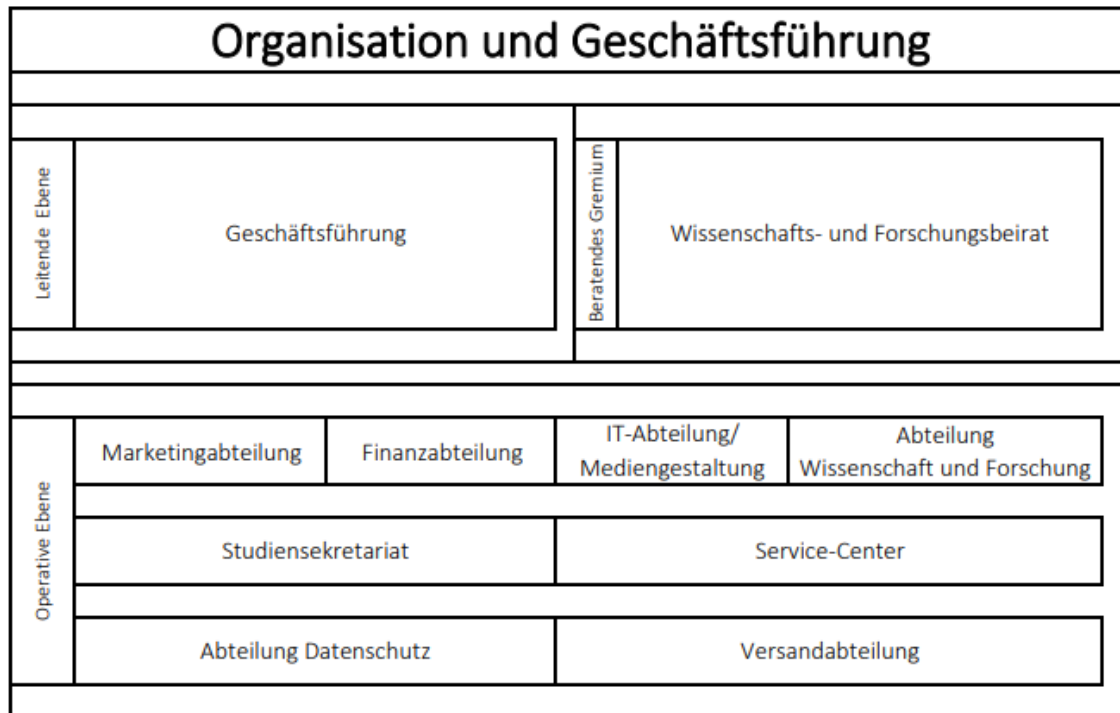 Organisation und Geschäftsführung
Leitende Ebene
Geschäftsführung
Beratendes Gremium
Wissenschafts- und Forschungsbeirat
Operative Ebene
Marketingabteilung
Finanzabteilung
IT-Abteilung/
Mediengestaltung
Abteilung
Wissenschaft und Forschung
Studiensekretariat
Service-Center
Abteilung Datenschutz
Versandabteilung